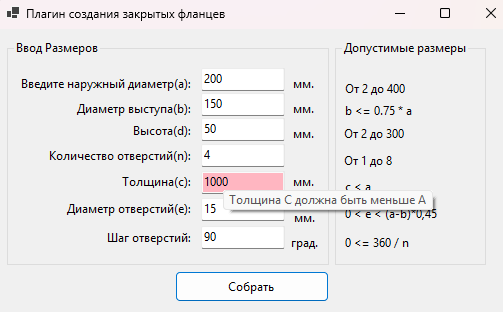 Плагин создания закрытых фланцев
Ввод Размеров
Введите наружный диаметр(a): 200 мм.
Диаметр выступа(b): 150 мм.
Высота(d): 50 мм.
Количество отверстий(n): 4
Толщина(c): 1000 мм.
Толщина С должна быть меньше А
Диаметр отверстий(e): 15 мм.
Шаг отверстий: 90 град.
Допустимые размеры
От 2 до 400
b <= 0.75 * a
От 2 до 300
От 1 до 8
c < a
0 < e < (a-b)*0,45
0 <= 360 / n
Собрать